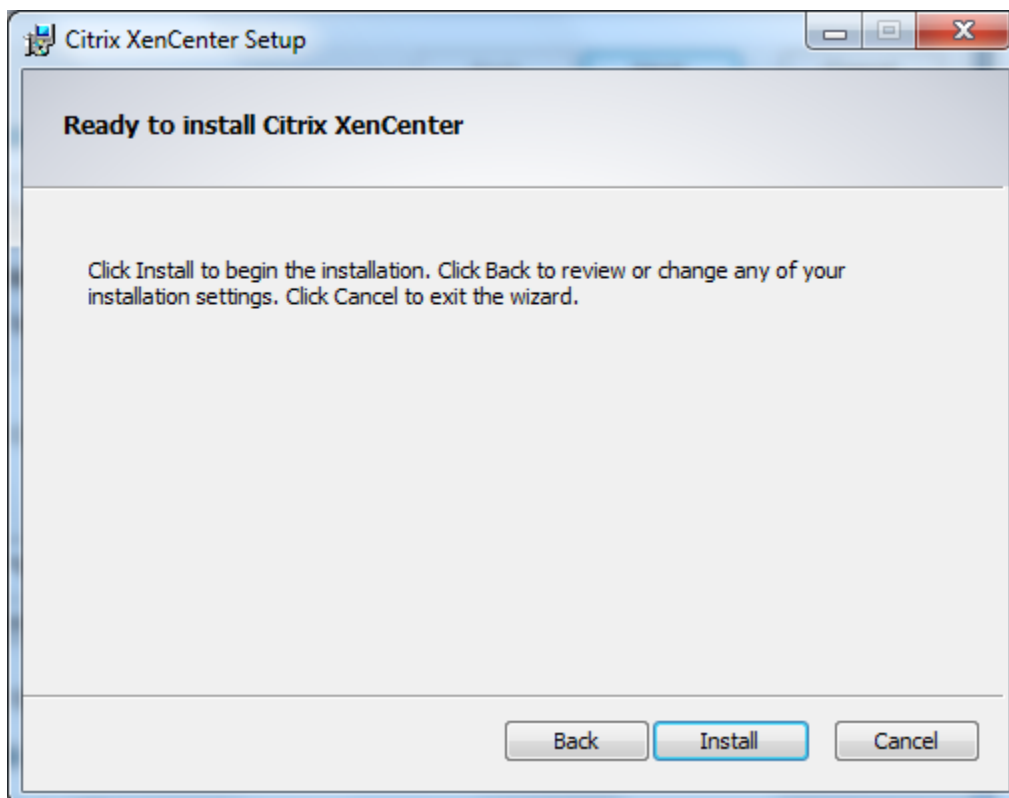 Citrix XenCenter Setup
Ready to install Citrix XenCenter
Click Install to begin the installation. Click Back to review or change any of your
installation settings. Click Cancel to exit the wizard.
Back Install Cancel